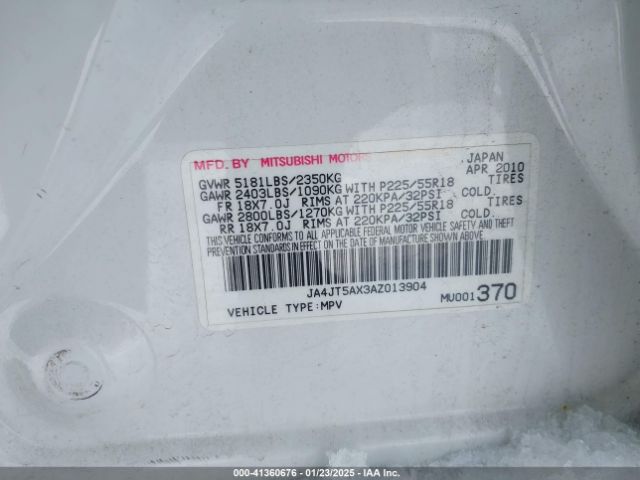 MFD. BY MITSUBISHI MOTORS JAPAN
GVWR 5181LBS/2350KG APR 2010
GAWR 2403LBS/1090KG WITH P225/55R18 TIRES
FR 18X7.0J RIMS AT 220KPA/32PSI COLD.
GAWR 2800LBS/1270KG WITH P225/55R18 TIRES
RR 18X7.0J RIMS AT 220KPA/32PSI COLD.
THIS VEHICLE CONFORMS TO ALL APPLICABLE FEDERAL MOTOR VEHICLE SAFETY AND THEFT
PREVENTION STANDARDS IN EFFECT ON THE DATE OF MANUFACTURE SHOWN ABOVE.
JA4JT5AX3AZ013904
VEHICLE TYPE:MPV MU001370
000-41360676 - 01/23/2025 - IAA Inc.